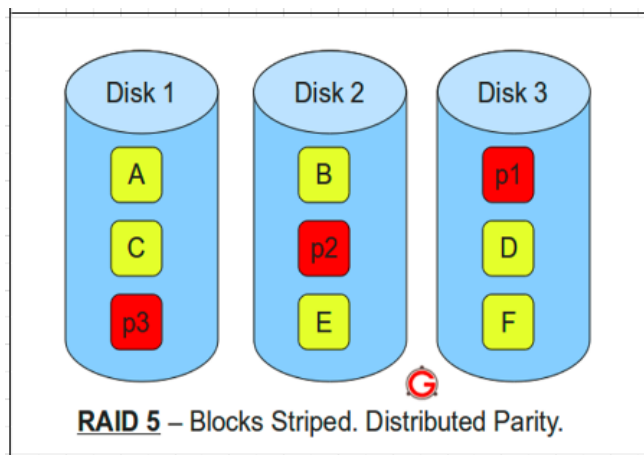 Disk 1 Disk 2 Disk 3
A B p1
C p2 D
p3 E F
G
RAID 5 – Blocks Striped. Distributed Parity.